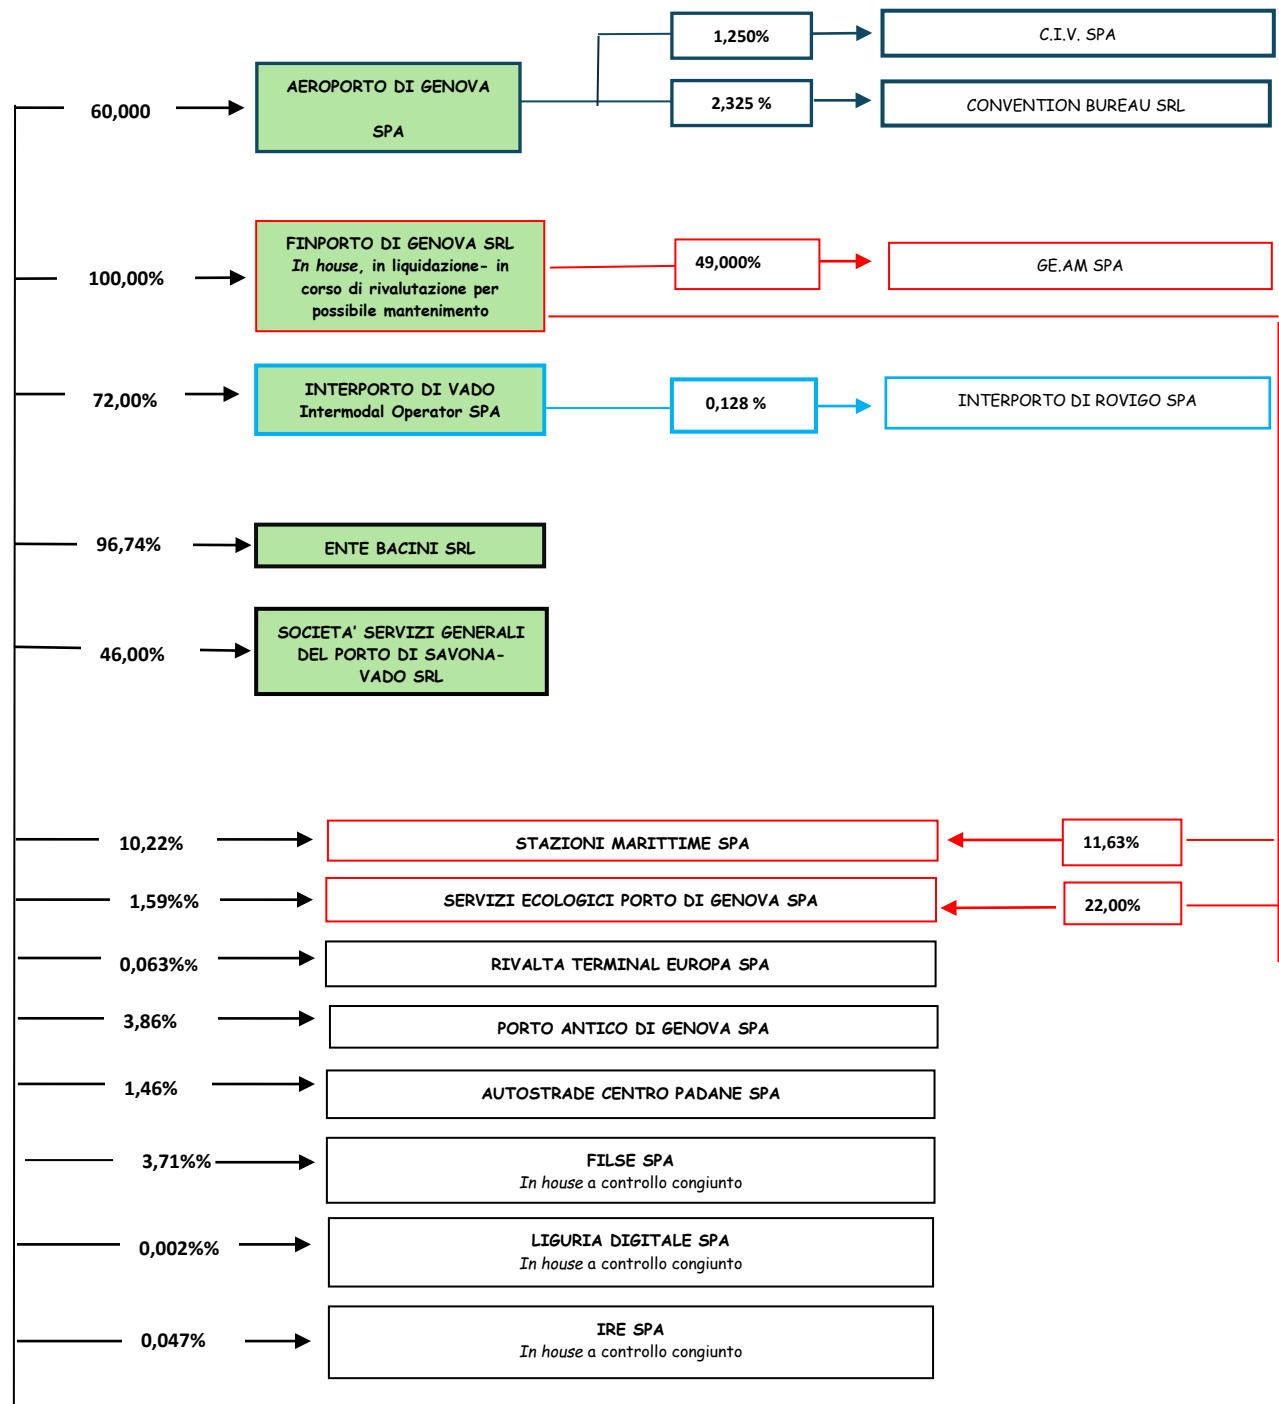 1,250%
C.I.V. SPA
60,000
AEROPORTO DI GENOVA
SPA
2,325 %
CONVENTION BUREAU SRL
100,00%
FINPORTO DI GENOVA SRL
In house, in liquidazione- in
corso di rivalutazione per
possibile mantenimento
49,000%
GE.AM SPA
72,00%
INTERPORTO DI VADO
Intermodal Operator SPA
0,128 %
INTERPORTO DI ROVIGO SPA
96,74%
ENTE BACINI SRL
46,00%
SOCIETA' SERVIZI GENERALI
DEL PORTO DI SAVONA-
VADO SRL
10,22%
STAZIONI MARITTIME SPA
11,63%
1,59%%
SERVIZI ECOLOGICI PORTO DI GENOVA SPA
22,00%
0,063%%
RIVALTA TERMINAL EUROPA SPA
3,86%
PORTO ANTICO DI GENOVA SPA
1,46%
AUTOSTRADE CENTRO PADANE SPA
3,71%%
FILSE SPA
In house a controllo congiunto
0,002%%
LIGURIA DIGITALE SPA
In house a controllo congiunto
0,047%
IRE SPA
In house a controllo congiunto